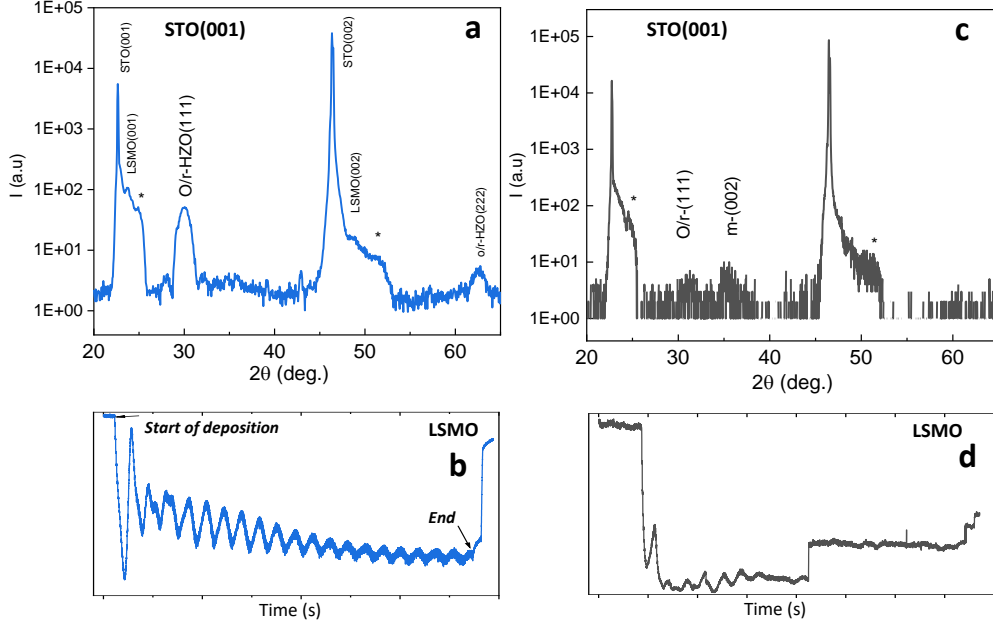 STO(001)
a
1E+05
1E+04
1E+03
1E+02
1E+01
1E+00
I (a.u)
STO(001)
LSMO(001)
*
O/r-HZO(111)
STO(002)
LSMO(002)
*
o/r-HZO(222)
20 30 40 50 60
2θ (deg.)
Start of deposition
LSMO
b
End
Time (s)
STO(001)
c
1E+05
1E+04
1E+03
1E+02
1E+01
1E+00
I (a.u)
*
O/r-(111)
m-(002)
*
20 30 40 50 60
2θ (deg.)
LSMO
d
Time (s)